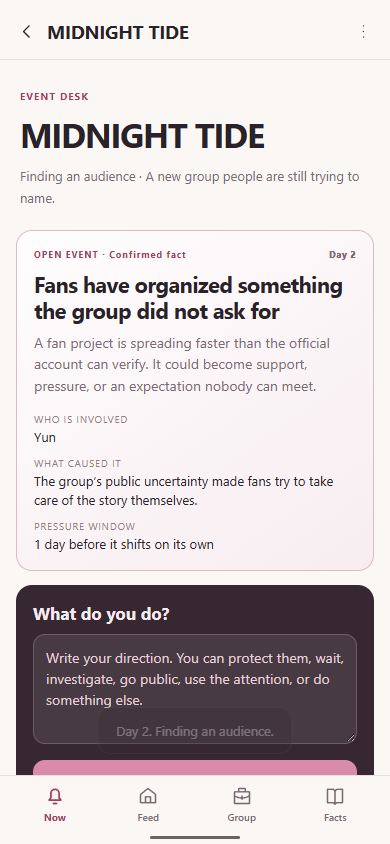 MIDNIGHT TIDE
EVENT DESK
MIDNIGHT TIDE
Finding an audience · A new group people are still trying to
name.
OPEN EVENT · Confirmed fact
Day 2
Fans have organized something
the group did not ask for
A fan project is spreading faster than the official
account can verify. It could become support,
pressure, or an expectation nobody can meet.
WHO IS INVOLVED
Yun
WHAT CAUSED IT
The group's public uncertainty made fans try to take
care of the story themselves.
PRESSURE WINDOW
1 day before it shifts on its own
What do you do?
Write your direction. You can protect them, wait,
investigate, go public, use the attention, or do
something else.
Day 2. Finding an audience.
Now
Feed
Group
Facts